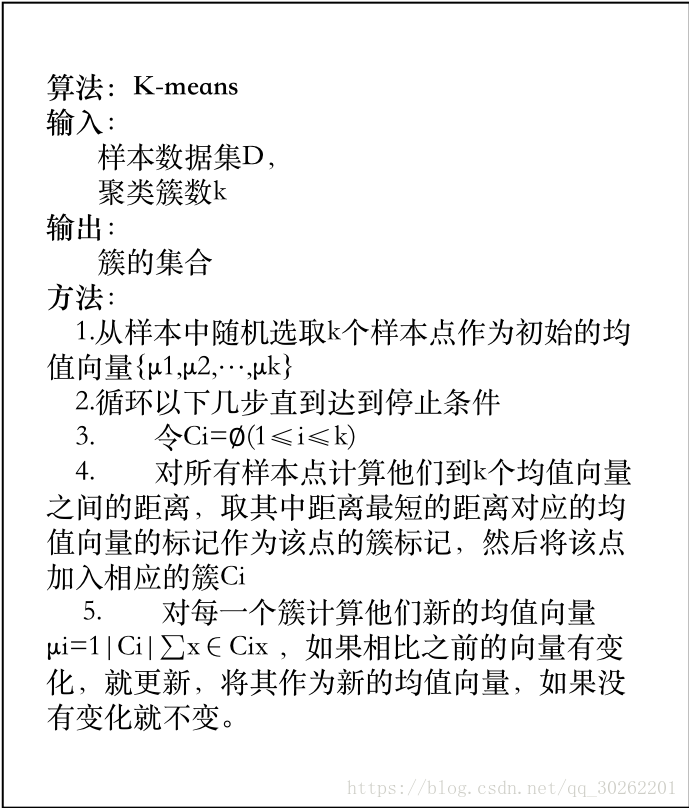 算法：K-means
输入：
样本数据集D，
聚类簇数k
输出：
簇的集合
方法：
1.从样本中随机选取k个样本点作为初始的均
值向量{μ1,μ2,⋯,μk}
2.循环以下几步直到达到停止条件
3. 令Ci=∅(1≤i≤k)
4. 对所有样本点计算他们到k个均值向量
之间的距离，取其中距离最短的距离对应的均
值向量的标记作为该点的簇标记，然后将该点
加入相应的簇Ci
5. 对每一个簇计算他们新的均值向量
μi=1|Ci|∑x∈Cix ，如果相比之前的向量有变
化，就更新，将其作为新的均值向量，如果没
有变化就不变。
https://blog.csdn.net/qq_30262201